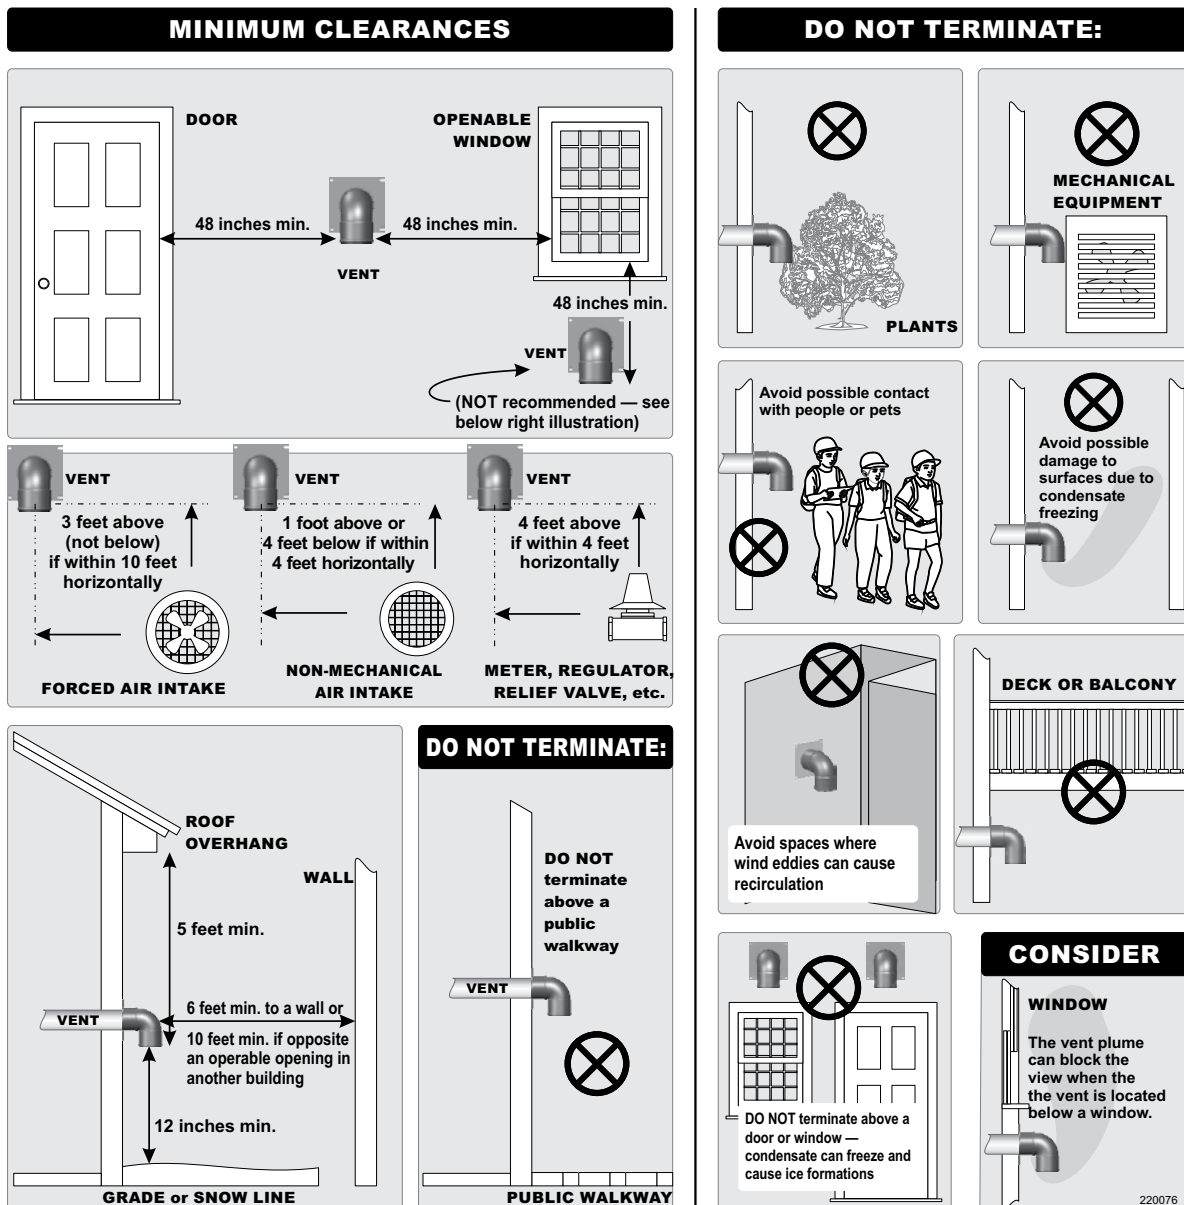 MINIMUM CLEARANCES
DOOR
OPENABLE
WINDOW
48 inches min.
48 inches min.
VENT
48 inches min.
VENT
(NOT recommended — see
below right illustration)
VENT
3 feet above
(not below)
if within 10 feet
horizontally
FORCED AIR INTAKE
VENT
1 foot above or
4 feet below if within
4 feet horizontally
NON-MECHANICAL
AIR INTAKE
VENT
4 feet above
if within 4 feet
horizontally
METER, REGULATOR,
RELIEF VALVE, etc.
ROOF
OVERHANG
WALL
5 feet min.
VENT
6 feet min. to a wall or
10 feet min. if opposite
an operable opening in
another building
12 inches min.
GRADE or SNOW LINE
DO NOT TERMINATE:
DO NOT
terminate
above a
public
walkway
VENT
PUBLIC WALKWAY
DO NOT TERMINATE:
PLANTS
MECHANICAL
EQUIPMENT
Avoid possible contact
with people or pets
Avoid possible
damage to
surfaces due to
condensate
freezing
Avoid spaces where
wind eddies can cause
recirculation
DECK OR BALCONY
DO NOT terminate above a
door or window —
condensate can freeze and
cause ice formations
CONSIDER
WINDOW
The vent plume
can block the
view when the
the vent is located
below a window.
220076